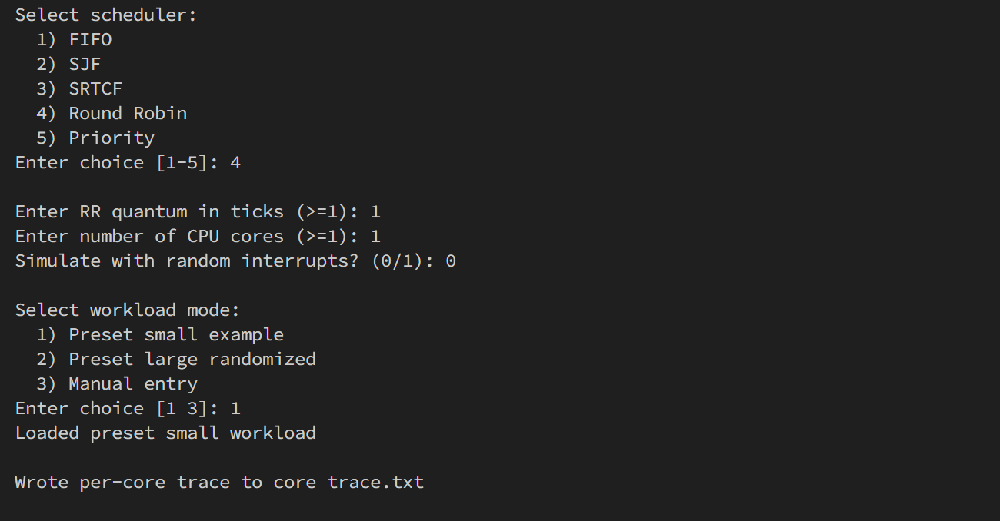 Select scheduler:
  1) FIFO
  2) SJF
  3) SRTCF
  4) Round Robin
  5) Priority
Enter choice [1-5]: 4

Enter RR quantum in ticks (>=1): 1
Enter number of CPU cores (>=1): 1
Simulate with random interrupts? (0/1): 0

Select workload mode:
  1) Preset small example
  2) Preset large randomized
  3) Manual entry
Enter choice [1 3]: 1
Loaded preset small workload

Wrote per-core trace to core trace.txt